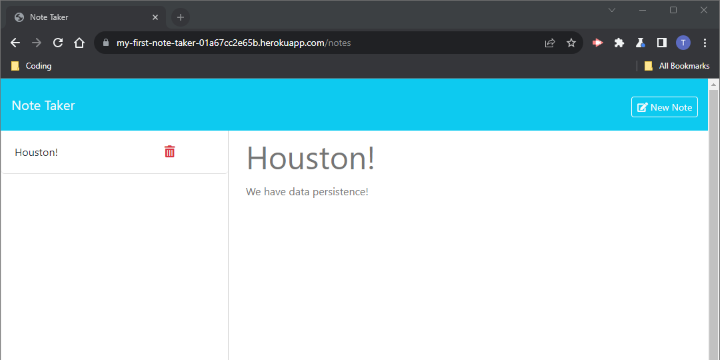 Note Taker
my-first-note-taker-01a67cc2e65b.herokuapp.com/notes
T
Coding
All Bookmarks
Note Taker
New Note
Houston!
Houston!
We have data persistence!